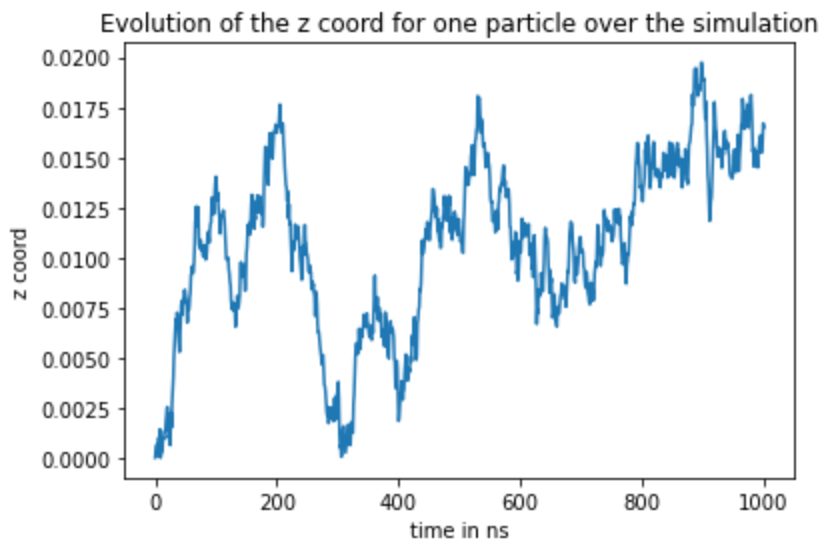 Evolution of the z coord for one particle over the simulation
0.0200
0.0175
0.0150
0.0125
0.0100
0.0075
0.0050
0.0025
0.0000
z coord
0 200 400 600 800 1000
time in ns